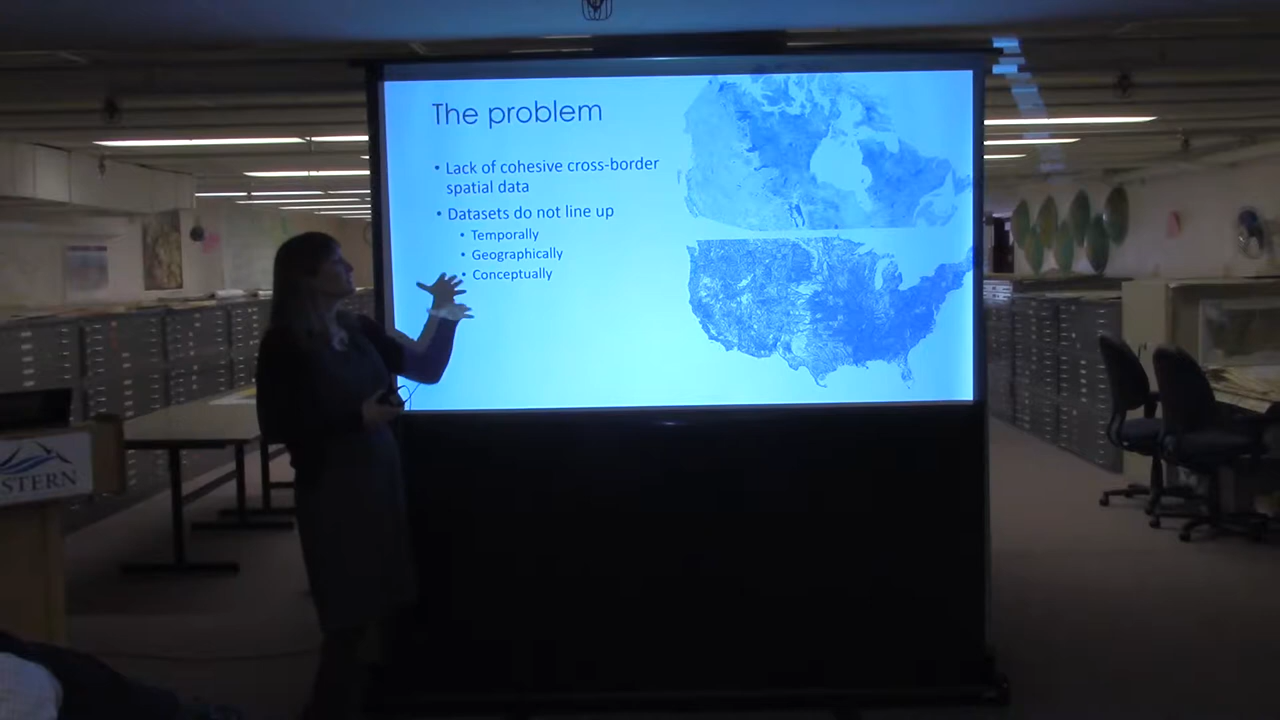 The problem
• Lack of cohesive cross-border
spatial data
• Datasets do not line up
• Temporally
• Geographically
• Conceptually
STERN